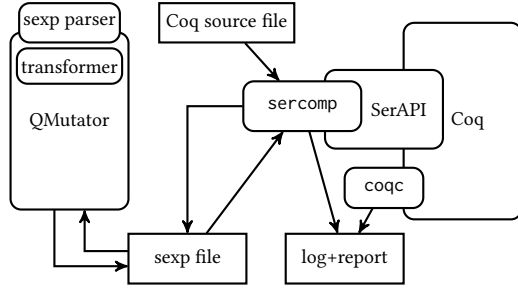 sexp parser
transformer
QMutator
Coq source file
sercomp
SerAPI
Coq
coqc
sexp file
log+report